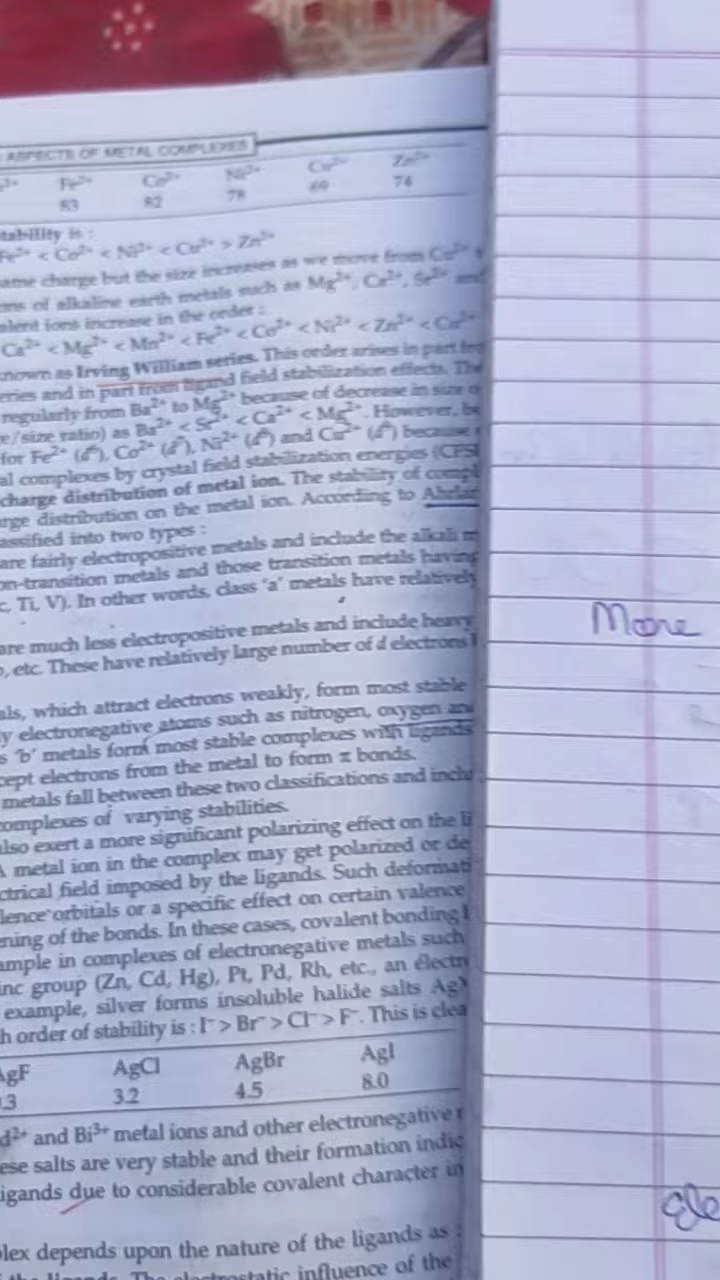 ASPECTS OF METAL COMPLEXES
Fe²⁺ Co²⁺ Ni²⁺ Cu²⁺ Zn²⁺
83 82 78 69 74
tability is :
Fe²⁺ < Co²⁺ < Ni²⁺ < Cu²⁺ > Zn²⁺
ame charge but the size increases as we move from Cu²⁺
ons of alkaline earth metals such as Mg²⁺, Ca²⁺, Sr²⁺ and
alent ions increase in the order :
Ca²⁺ < Mg²⁺ < Mn²⁺ < Fe²⁺ < Co²⁺ < Ni²⁺ < Zn²⁺ < Cu²⁺
nown as Irving William series. This order arises in part
eries and in part from ligand field stabilization effects. The
regularly from Ba²⁺ to Mg²⁺ because of decrease in size o
e/size ratio) as Ba²⁺ < Sr²⁺ < Ca²⁺ < Mg²⁺. However, be
for Fe²⁺ Co²⁺ Ni²⁺ and Cu²⁺ because
al complexes by crystal field stabilization energies (CFS
charge distribution of metal ion. The stability of compl
rge distribution on the metal ion. According to Ahrlan
assified into two types :
are fairly electropositive metals and include the alkali m
on-transition metals and those transition metals having
c, Ti, V). In other words, class 'a' metals have relatively
are much less electropositive metals and include heavy
o, etc. These have relatively large number of d electrons
More
als, which attract electrons weakly, form most stable
ly electronegative atoms such as nitrogen, oxygen and
s 'b' metals form most stable complexes with ligands
cept electrons from the metal to form π bonds.
metals fall between these two classifications and inclu
complexes of varying stabilities.
also exert a more significant polarizing effect on the li
A metal ion in the complex may get polarized or de
ctrical field imposed by the ligands. Such deformati
lence orbitals or a specific effect on certain valence
ening of the bonds. In these cases, covalent bonding
ample in complexes of electronegative metals such
inc group (Zn, Cd, Hg), Pt, Pd, Rh, etc., an electr
example, silver forms insoluble halide salts AgX
h order of stability is : I⁻ > Br⁻ > Cl⁻ > F⁻. This is clea
AgF AgCl AgBr AgI
.3 3.2 4.5 8.0
d²⁺ and Bi³⁺ metal ions and other electronegative
ese salts are very stable and their formation indic
igands due to considerable covalent character in
Ele
plex depends upon the nature of the ligands as :
the ligands. The electrostatic influence of the